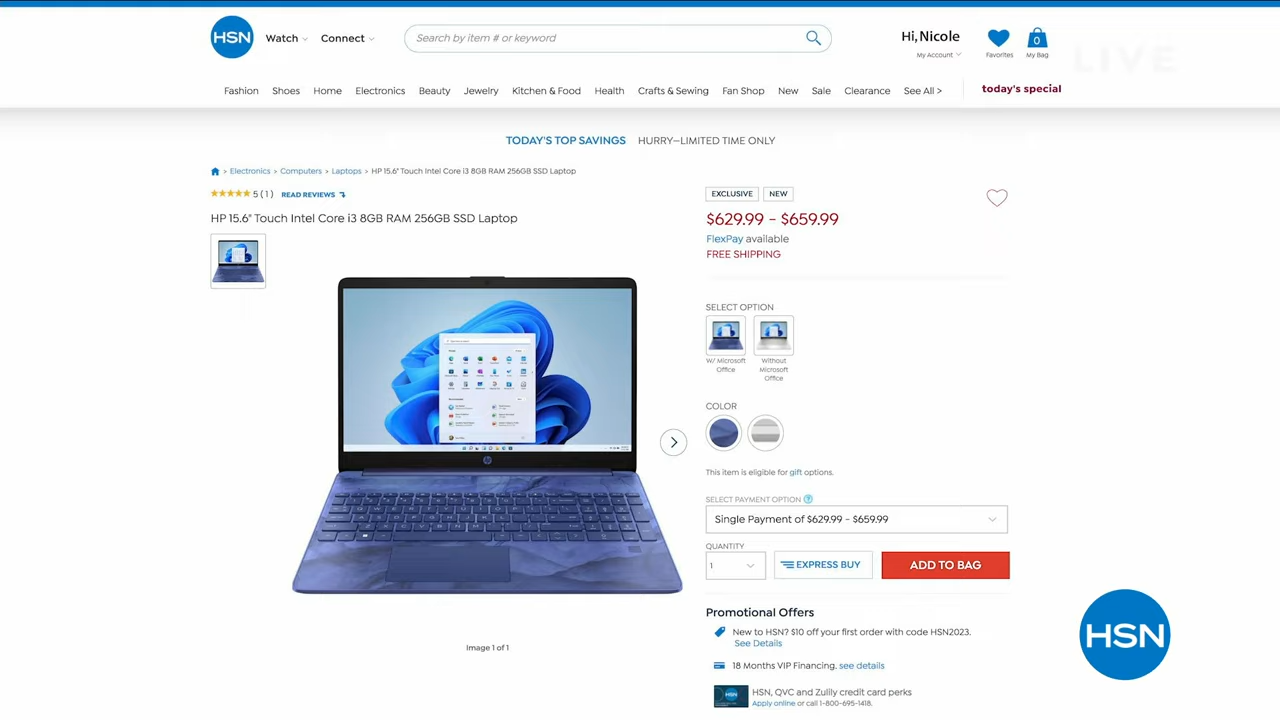 HSN
Watch
Connect
Search by item # or keyword
Hi, Nicole
My Account
Favorites
0
My Bag
LIVE
Fashion
Shoes
Home
Electronics
Beauty
Jewelry
Kitchen & Food
Health
Crafts & Sewing
Fan Shop
New
Sale
Clearance
See All >
today's special
TODAY'S TOP SAVINGS HURRY—LIMITED TIME ONLY
> Electronics > Computers > Laptops > HP 15.6" Touch Intel Core i3 8GB RAM 256GB SSD Laptop
5 (1) READ REVIEWS
HP 15.6" Touch Intel Core i3 8GB RAM 256GB SSD Laptop
EXCLUSIVE
NEW
$629.99 - $659.99
FlexPay available
FREE SHIPPING
SELECT OPTION
W/ Microsoft
Office
Without
Microsoft
Office
COLOR
This item is eligible for gift options.
SELECT PAYMENT OPTION ?
Single Payment of $629.99 - $659.99
QUANTITY
1
EXPRESS BUY
ADD TO BAG
Promotional Offers
New to HSN? $10 off your first order with code HSN2023.
See Details
18 Months VIP Financing. see details
HSN
HSN, QVC and Zulily credit card perks
Apply online or call 1-800-695-1418.
Image 1 of 1
hp
HSN